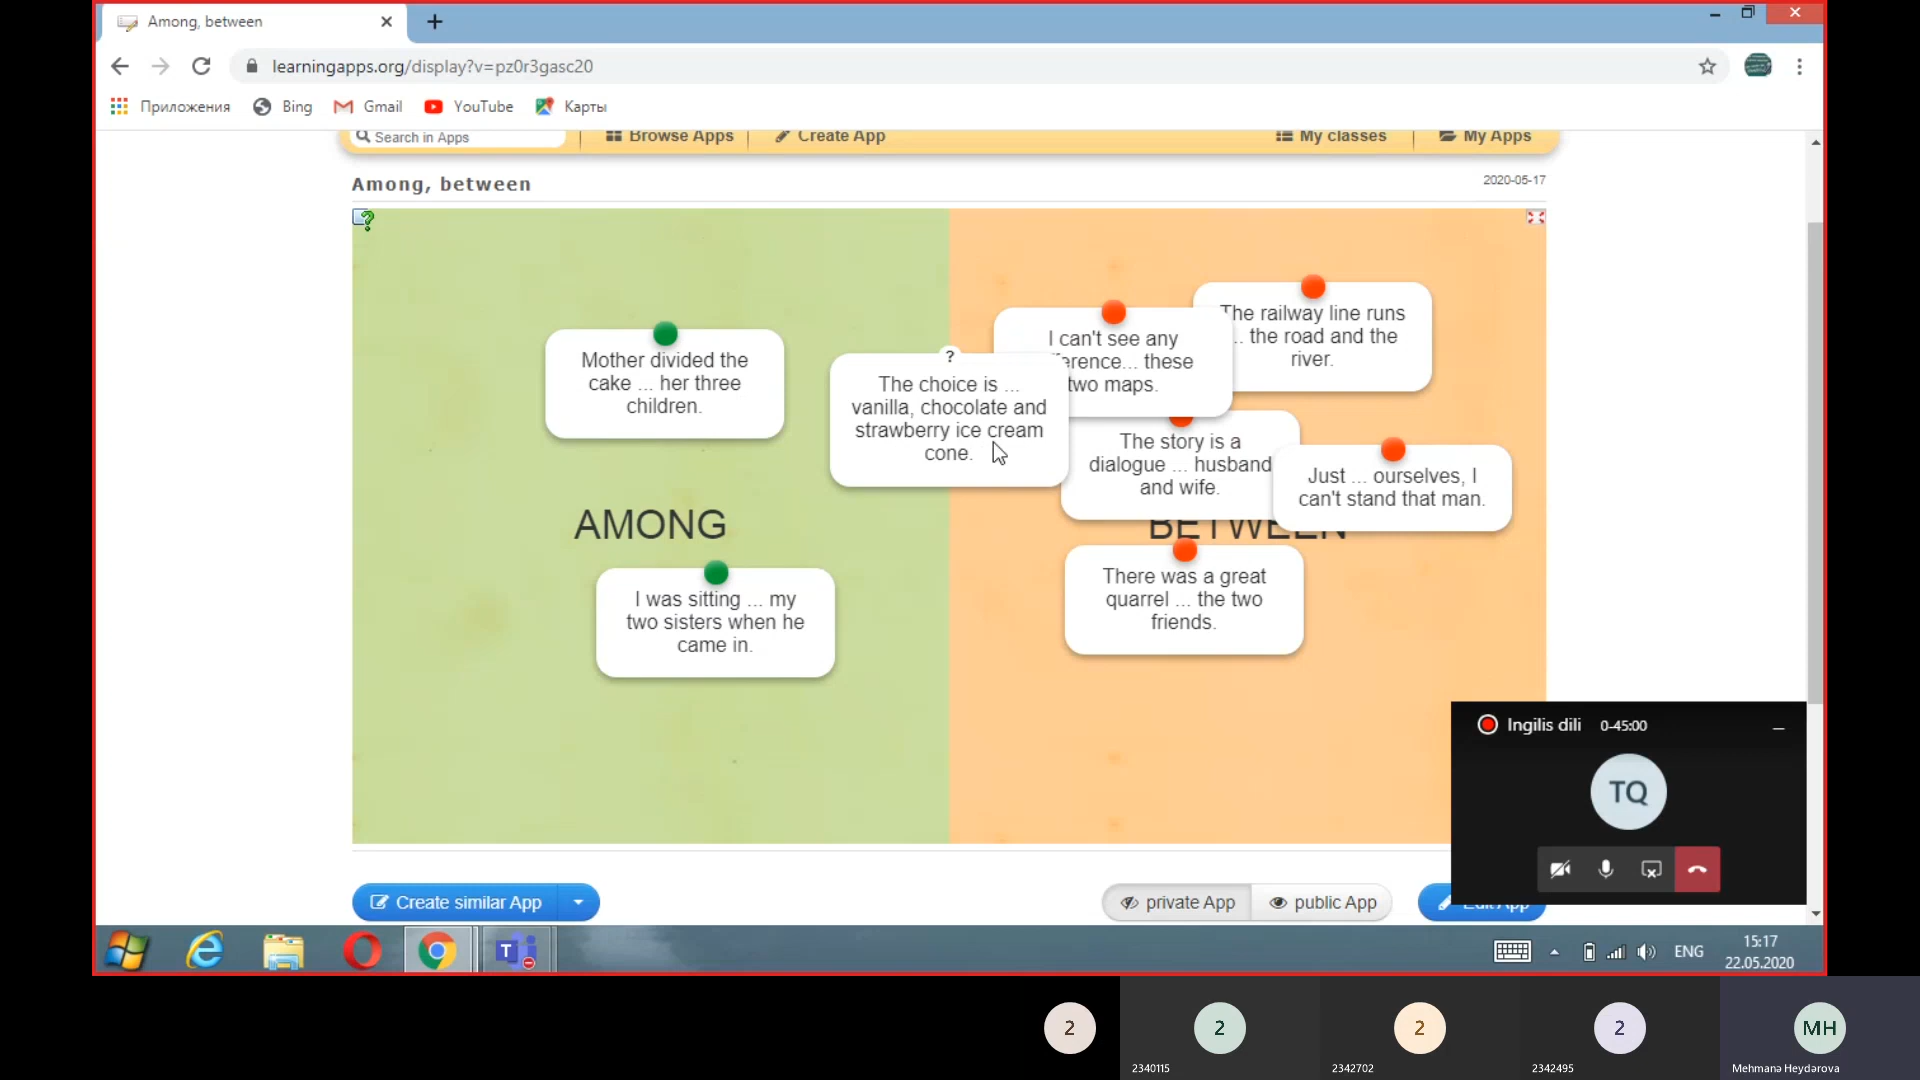 Among, between
learningapps.org/display?v=pz0r3gasc20
Приложения Bing Gmail YouTube Карты
Search in Apps Browse Apps Create App My classes My Apps
Among, between
2020-05-17
Mother divided the
cake ... her three
children.
?
The choice is ...
vanilla, chocolate and
strawberry ice cream
cone.
I can't see any
ference... these
two maps.
The railway line runs
.. the road and the
river.
The story is a
dialogue ... husband
and wife.
Just ... ourselves, I
can't stand that man.
AMONG
BETWEEN
I was sitting ... my
two sisters when he
came in.
There was a great
quarrel ... the two
friends.
Ingilis dili 0-45:00
TQ
Create similar App
private App public App
Edit App
ENG
15:17
22.05.2020
2
2
2340115
2
2342702
2
2342495
MH
Mehmanə Heydərova